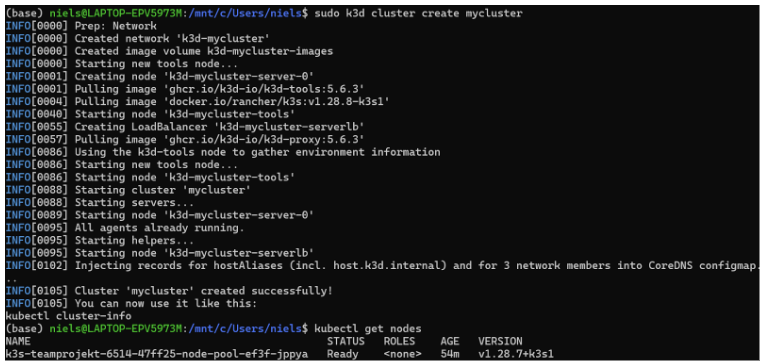 (base) niels@LAPTOP-EPV5973M:/mnt/c/Users/niels$ sudo k3d cluster create mycluster
INFO[0000] Prep: Network
INFO[0000] Created network 'k3d-mycluster'
INFO[0000] Created image volume k3d-mycluster-images
INFO[0000] Starting new tools node...
INFO[0001] Creating node 'k3d-mycluster-server-0'
INFO[0001] Pulling image 'ghcr.io/k3d-io/k3d-tools:5.6.3'
INFO[0004] Pulling image 'docker.io/rancher/k3s:v1.28.8-k3s1'
INFO[0040] Starting node 'k3d-mycluster-tools'
INFO[0055] Creating LoadBalancer 'k3d-mycluster-serverlb'
INFO[0057] Pulling image 'ghcr.io/k3d-io/k3d-proxy:5.6.3'
INFO[0086] Using the k3d-tools node to gather environment information
INFO[0086] Starting new tools node...
INFO[0086] Starting node 'k3d-mycluster-tools'
INFO[0088] Starting cluster 'mycluster'
INFO[0088] Starting servers...
INFO[0089] Starting node 'k3d-mycluster-server-0'
INFO[0095] All agents already running.
INFO[0095] Starting helpers...
INFO[0095] Starting node 'k3d-mycluster-serverlb'
INFO[0102] Injecting records for hostAliases (incl. host.k3d.internal) and for 3 network members into CoreDNS configmap.
..
INFO[0105] Cluster 'mycluster' created successfully!
INFO[0105] You can now use it like this:
kubectl cluster-info
(base) niels@LAPTOP-EPV5973M:/mnt/c/Users/niels$ kubectl get nodes
NAME STATUS ROLES AGE VERSION
k3s-teamprojekt-6514-47ff25-node-pool-ef3f-jppya Ready <none> 54m v1.28.7+k3s1